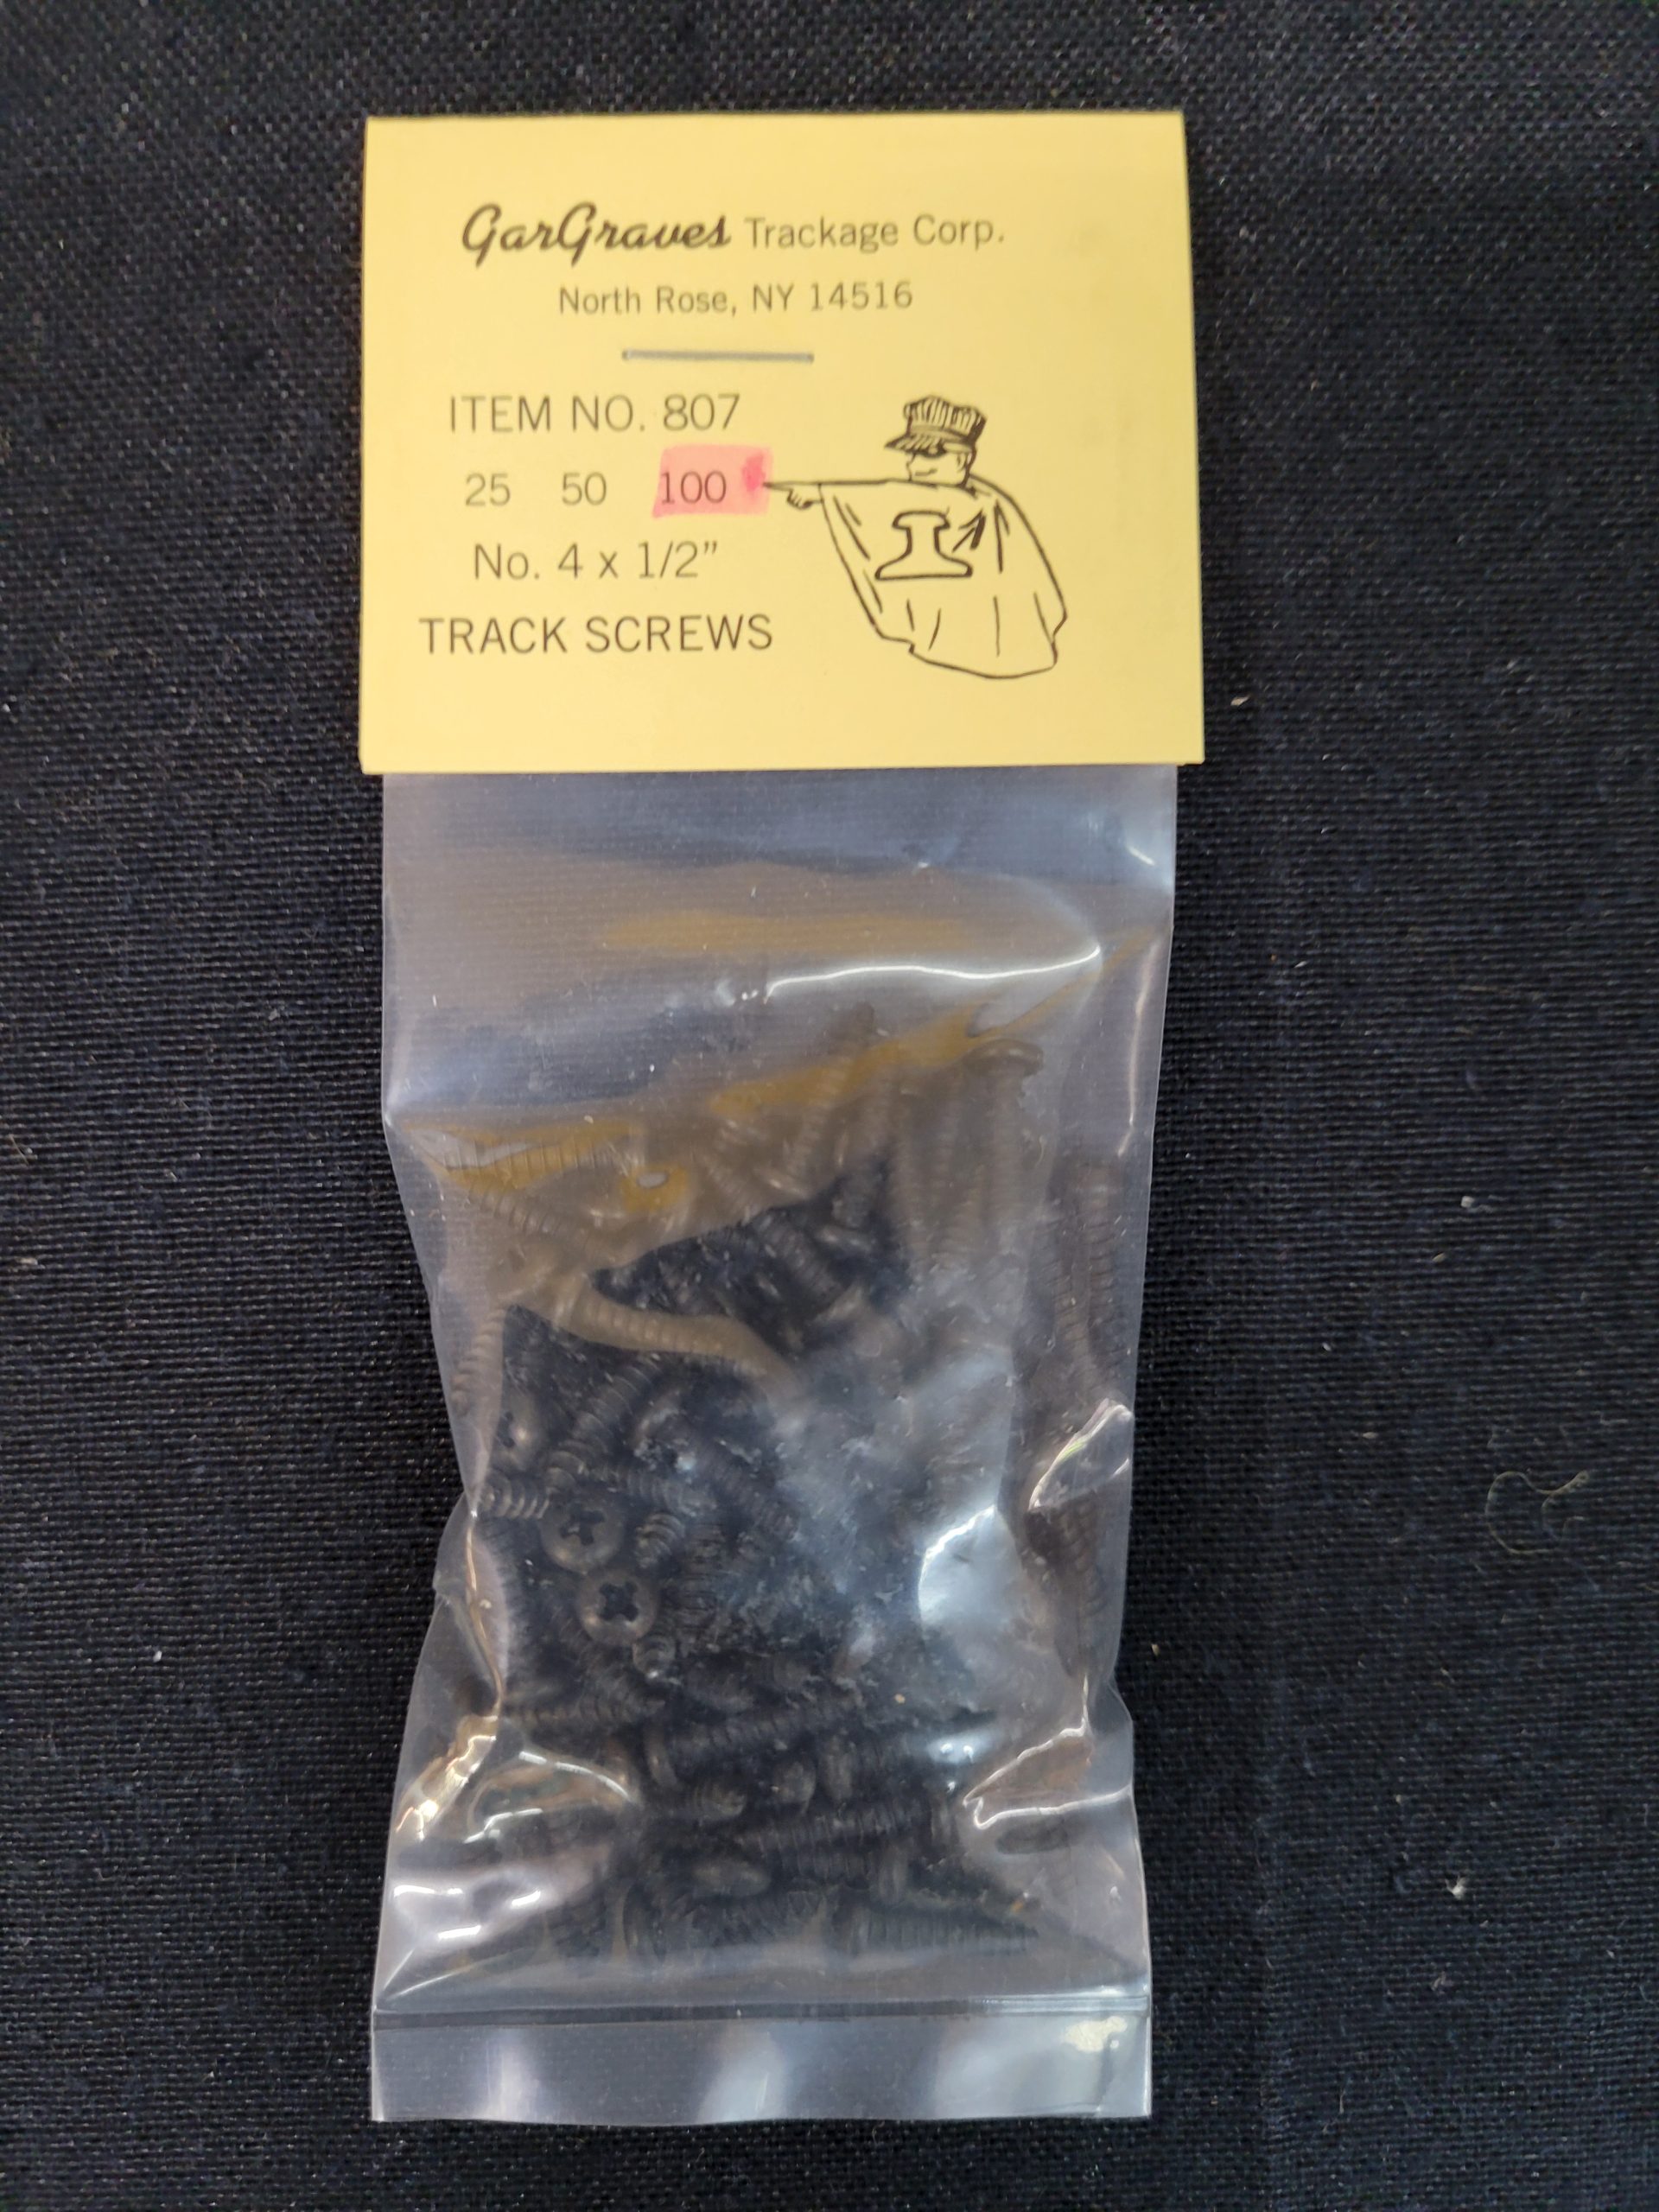 GarGraves Trackage Corp.
North Rose, NY 14516
ITEM NO. 807
25 50 100
No. 4 x 1/2”
TRACK SCREWS